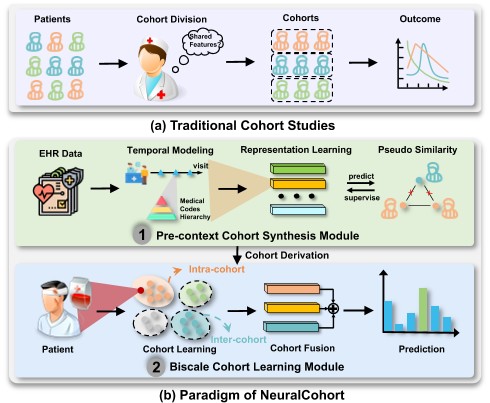 Patients
Cohort Division
Cohorts
Outcome
Shared
Features?
(a) Traditional Cohort Studies
EHR Data
Temporal Modeling
Representation Learning
Pseudo Similarity
visit
Medical
Codes
Hierarchy
predict
supervise
1 Pre-context Cohort Synthesis Module
Cohort Derivation
Intra-cohort
Inter-cohort
Patient
Cohort Learning
Cohort Fusion
Prediction
2 Biscale Cohort Learning Module
(b) Paradigm of NeuralCohort